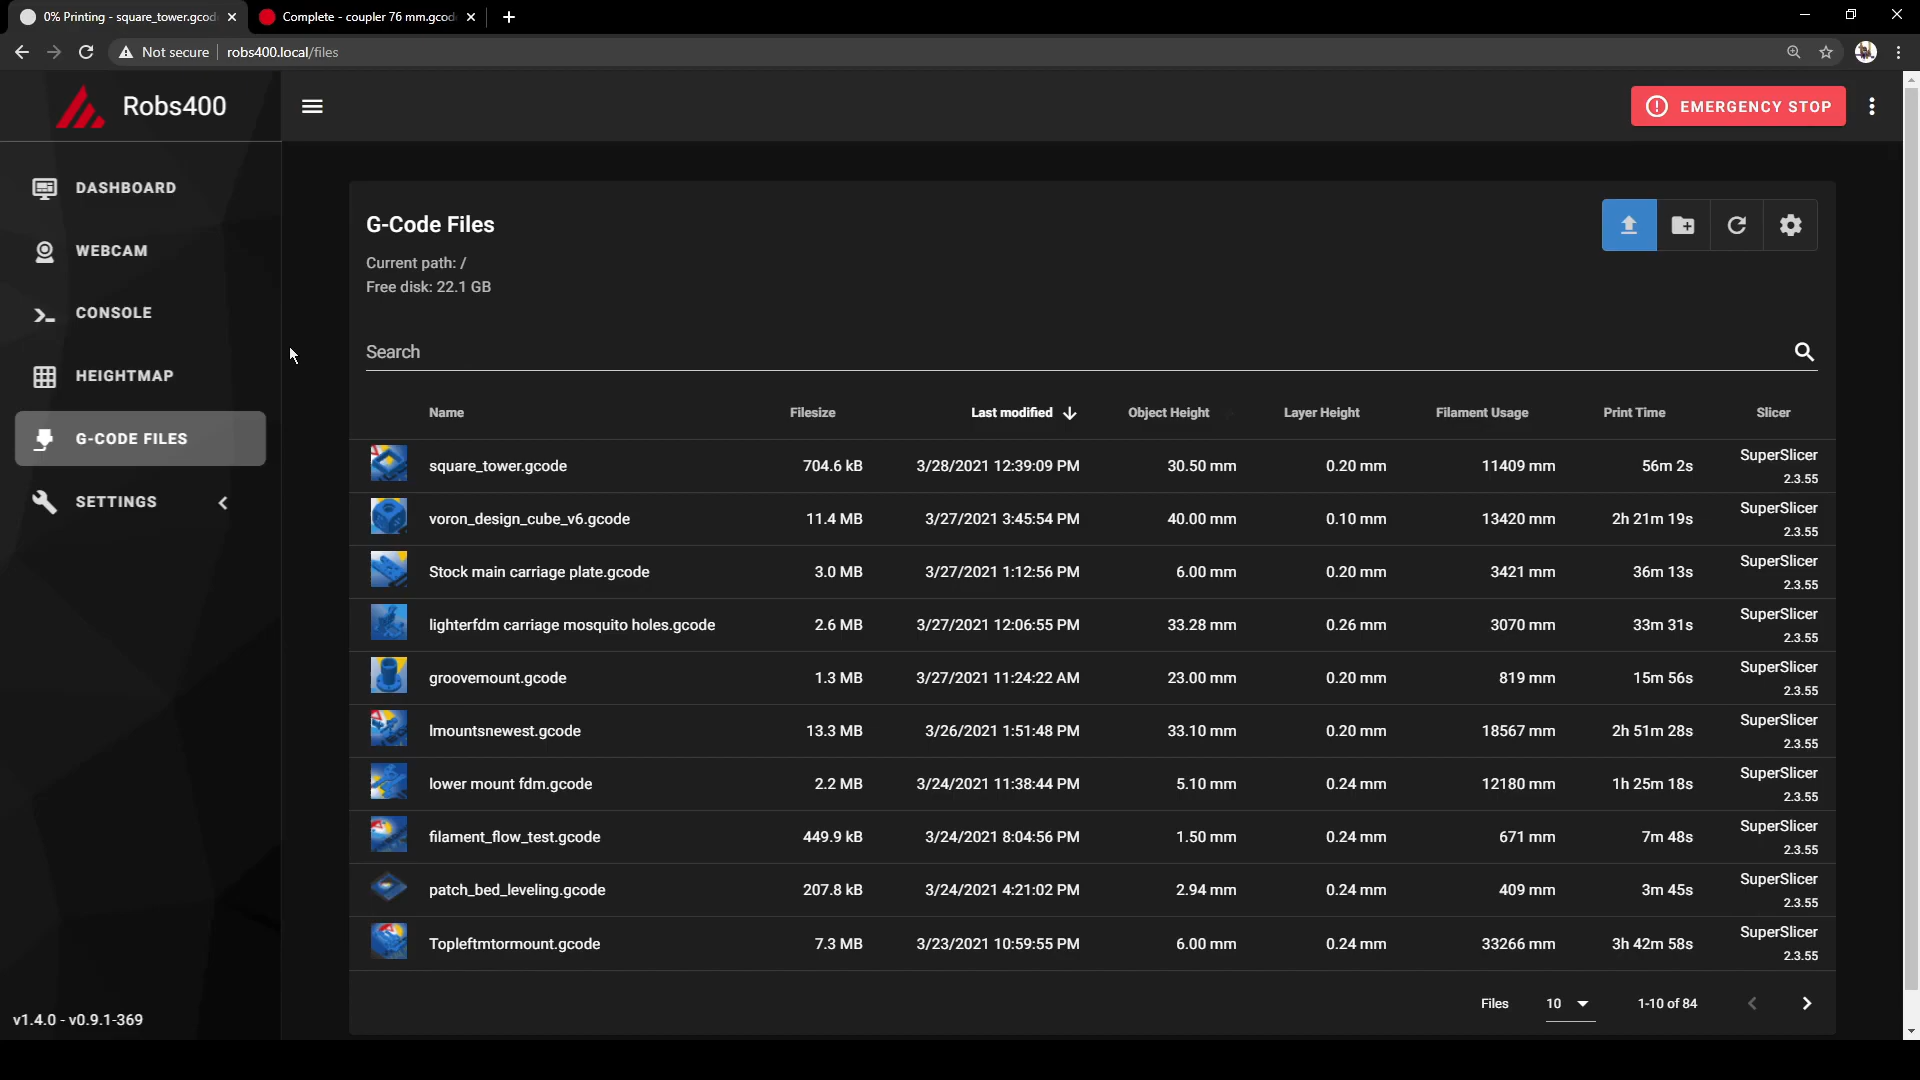 0% Printing - square_tower.gcod
Complete - coupler 76 mm.gcod
Not secure robs400.local/files
Robs400
EMERGENCY STOP
DASHBOARD
WEBCAM
CONSOLE
HEIGHTMAP
G-CODE FILES
SETTINGS
v1.4.0 - v0.9.1-369
G-Code Files
Current path: /
Free disk: 22.1 GB
Search
Name Filesize Last modified Object Height Layer Height Filament Usage Print Time Slicer
square_tower.gcode 704.6 kB 3/28/2021 12:39:09 PM 30.50 mm 0.20 mm 11409 mm 56m 2s SuperSlicer
2.3.55
voron_design_cube_v6.gcode 11.4 MB 3/27/2021 3:45:54 PM 40.00 mm 0.10 mm 13420 mm 2h 21m 19s SuperSlicer
2.3.55
Stock main carriage plate.gcode 3.0 MB 3/27/2021 1:12:56 PM 6.00 mm 0.20 mm 3421 mm 36m 13s SuperSlicer
2.3.55
lighterfdm carriage mosquito holes.gcode 2.6 MB 3/27/2021 12:06:55 PM 33.28 mm 0.26 mm 3070 mm 33m 31s SuperSlicer
2.3.55
groovemount.gcode 1.3 MB 3/27/2021 11:24:22 AM 23.00 mm 0.20 mm 819 mm 15m 56s SuperSlicer
2.3.55
lmountsnewest.gcode 13.3 MB 3/26/2021 1:51:48 PM 33.10 mm 0.20 mm 18567 mm 2h 51m 28s SuperSlicer
2.3.55
lower mount fdm.gcode 2.2 MB 3/24/2021 11:38:44 PM 5.10 mm 0.24 mm 12180 mm 1h 25m 18s SuperSlicer
2.3.55
filament_flow_test.gcode 449.9 kB 3/24/2021 8:04:56 PM 1.50 mm 0.24 mm 671 mm 7m 48s SuperSlicer
2.3.55
patch_bed_leveling.gcode 207.8 kB 3/24/2021 4:21:02 PM 2.94 mm 0.24 mm 409 mm 3m 45s SuperSlicer
2.3.55
Topleftmtormount.gcode 7.3 MB 3/23/2021 10:59:55 PM 6.00 mm 0.24 mm 33266 mm 3h 42m 58s SuperSlicer
2.3.55
Files 10 1-10 of 84